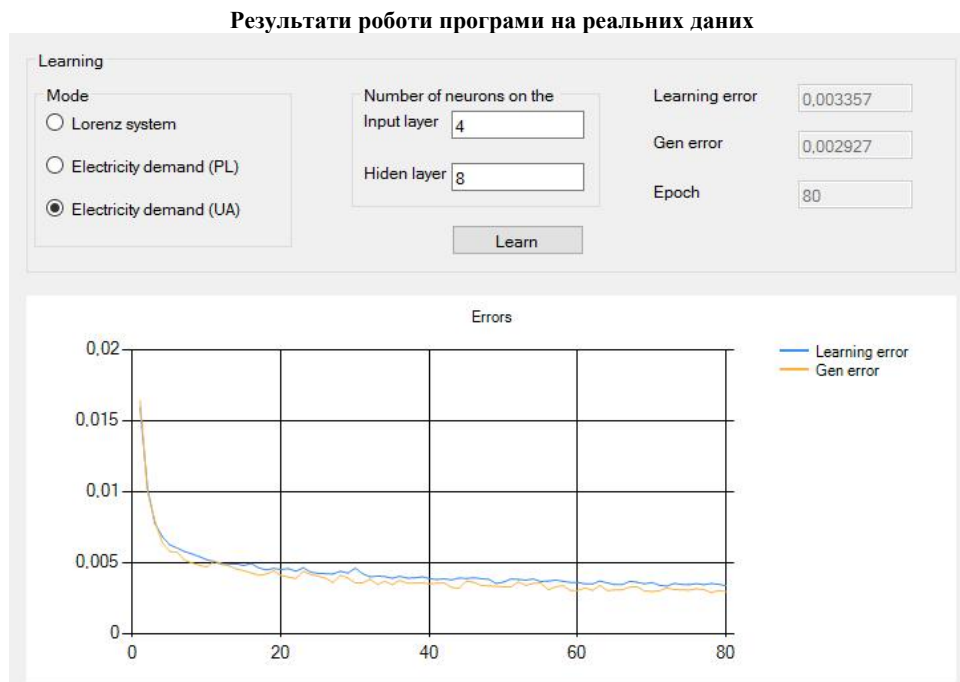 Результати роботи програми на реальних даних
Learning
Mode
Lorenz system
Electricity demand (PL)
Electricity demand (UA)
Number of neurons on the
Input layer 4
Hiden layer 8
Learn
Learning error 0,003357
Gen error 0,002927
Epoch 80
Errors
0,02
0,015
0,01
0,005
0
0 20 40 60 80
Learning error
Gen error